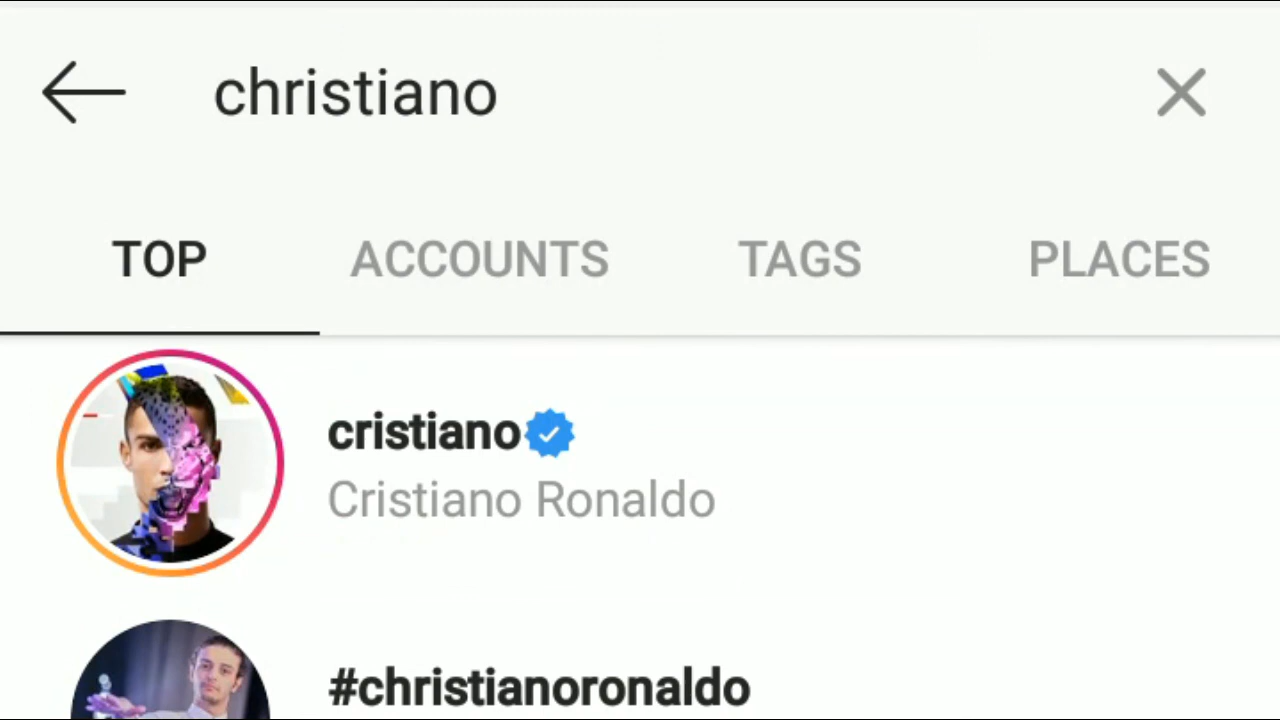 christiano
TOP ACCOUNTS TAGS PLACES
cristiano
Cristiano Ronaldo
#christianoronaldo